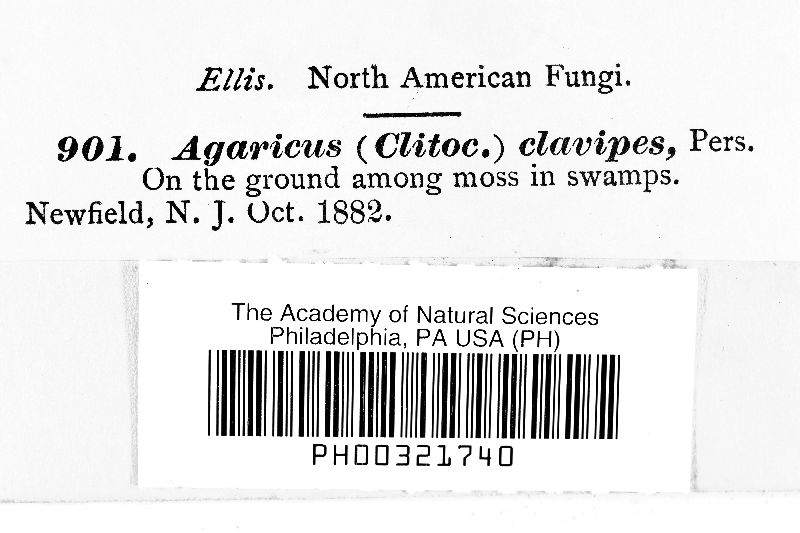 Ellis. North American Fungi.
901. Agaricus (Clitoc.) clavipes, Pers.
On the ground among moss in swamps.
Newfield, N. J. Oct. 1882.
The Academy of Natural Sciences
Philadelphia, PA USA (PH)
PH00321740